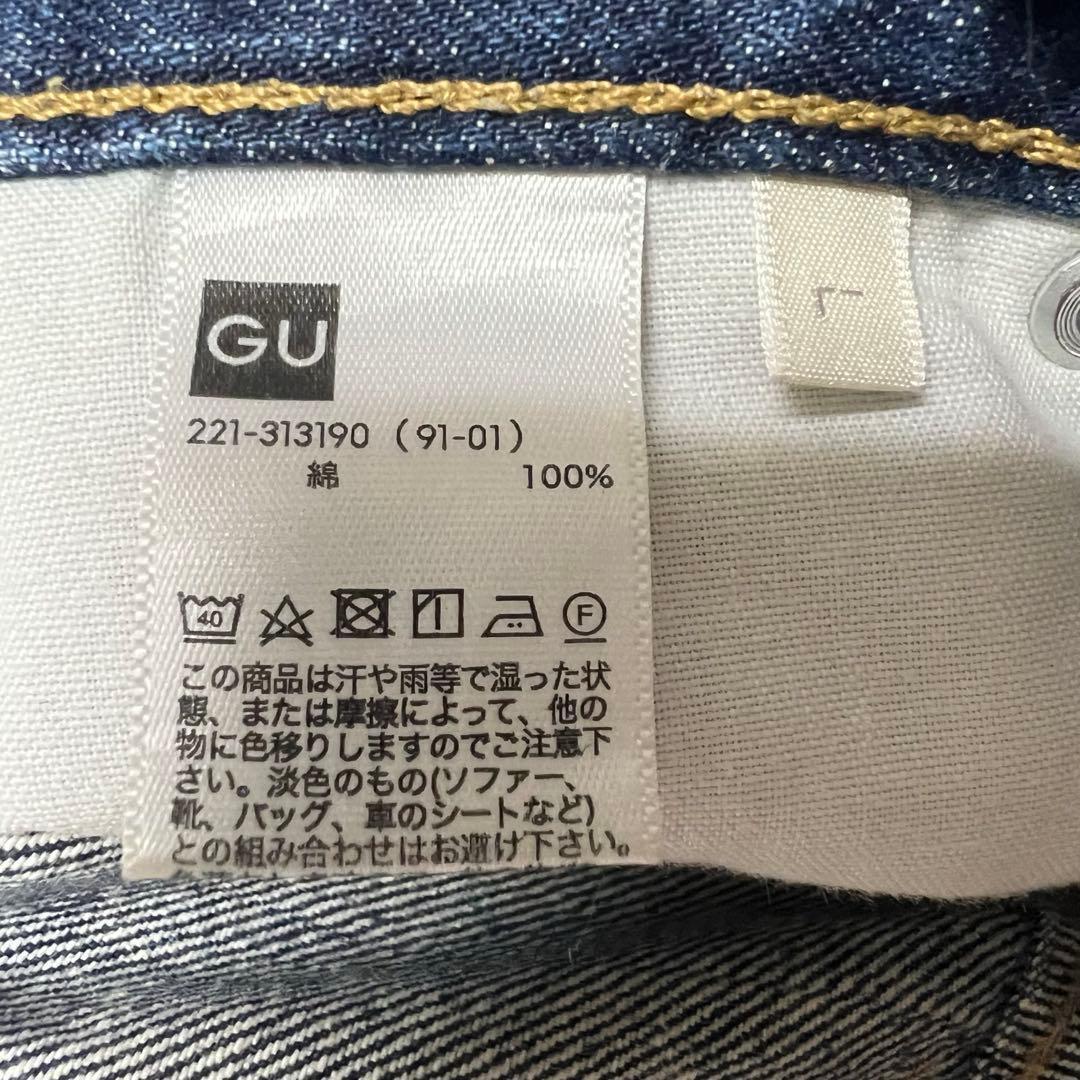 GU
L
221-313190 (91-01)
綿 100%
40
F
この商品は汗や雨等で湿った状
態、または摩擦によって、他の
物に色移りしますのでご注意下
さい。淡色のもの(ソファー、
靴、バッグ、車のシートなど)
との組み合わせはお避け下さい。